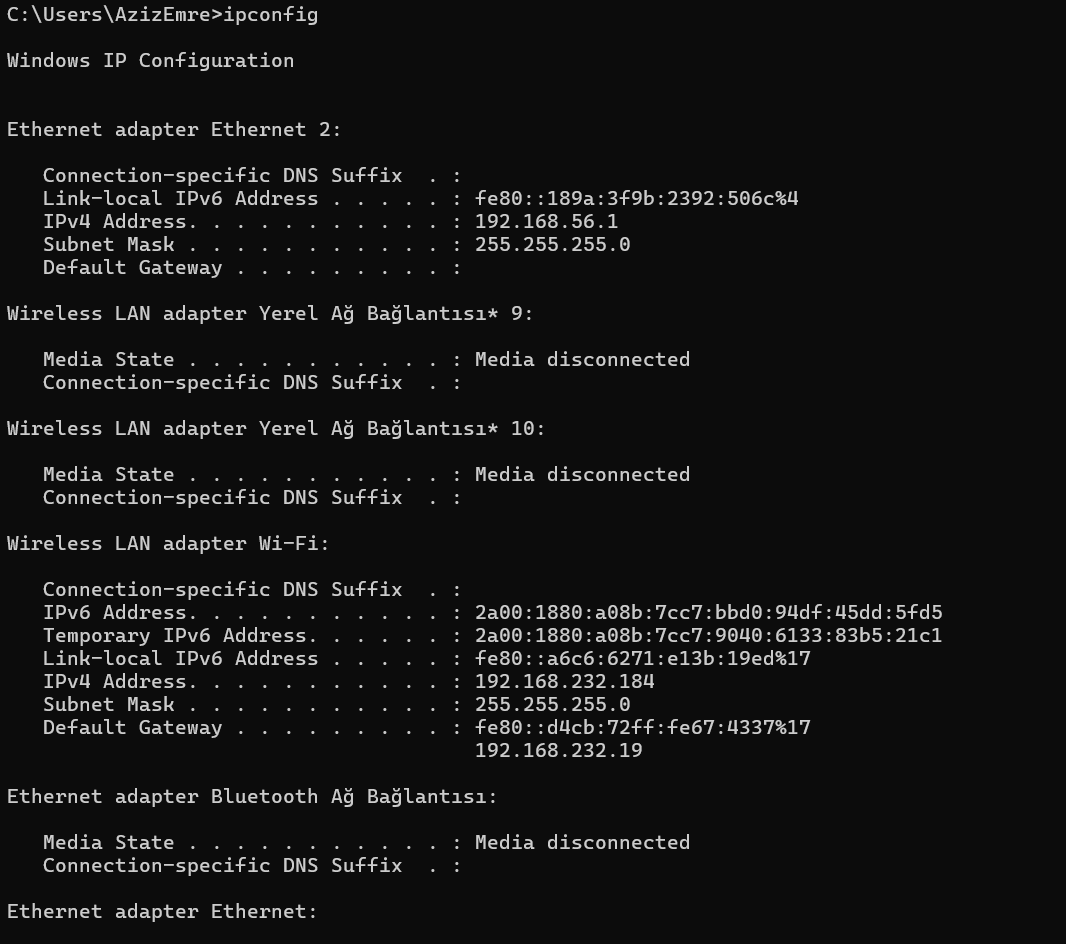 C:\Users\AzizEmre>ipconfig
Windows IP Configuration
Ethernet adapter Ethernet 2:
Connection-specific DNS Suffix  . :
Link-local IPv6 Address . . . . . : fe80::189a:3f9b:2392:506c%4
IPv4 Address. . . . . . . . . . . : 192.168.56.1
Subnet Mask . . . . . . . . . . . : 255.255.255.0
Default Gateway . . . . . . . . . :
Wireless LAN adapter Yerel Ağ Bağlantısı* 9:
Media State . . . . . . . . . . . : Media disconnected
Connection-specific DNS Suffix  . :
Wireless LAN adapter Yerel Ağ Bağlantısı* 10:
Media State . . . . . . . . . . . : Media disconnected
Connection-specific DNS Suffix  . :
Wireless LAN adapter Wi-Fi:
Connection-specific DNS Suffix  . :
IPv6 Address. . . . . . . . . . . : 2a00:1880:a08b:7cc7:bbd0:94df:45dd:5fd5
Temporary IPv6 Address. . . . . . : 2a00:1880:a08b:7cc7:9040:6133:83b5:21c1
Link-local IPv6 Address . . . . . : fe80::a6c6:6271:e13b:19ed%17
IPv4 Address. . . . . . . . . . . : 192.168.232.184
Subnet Mask . . . . . . . . . . . : 255.255.255.0
Default Gateway . . . . . . . . . : fe80::d4cb:72ff:fe67:4337%17
192.168.232.19
Ethernet adapter Bluetooth Ağ Bağlantısı:
Media State . . . . . . . . . . . : Media disconnected
Connection-specific DNS Suffix  . :
Ethernet adapter Ethernet: